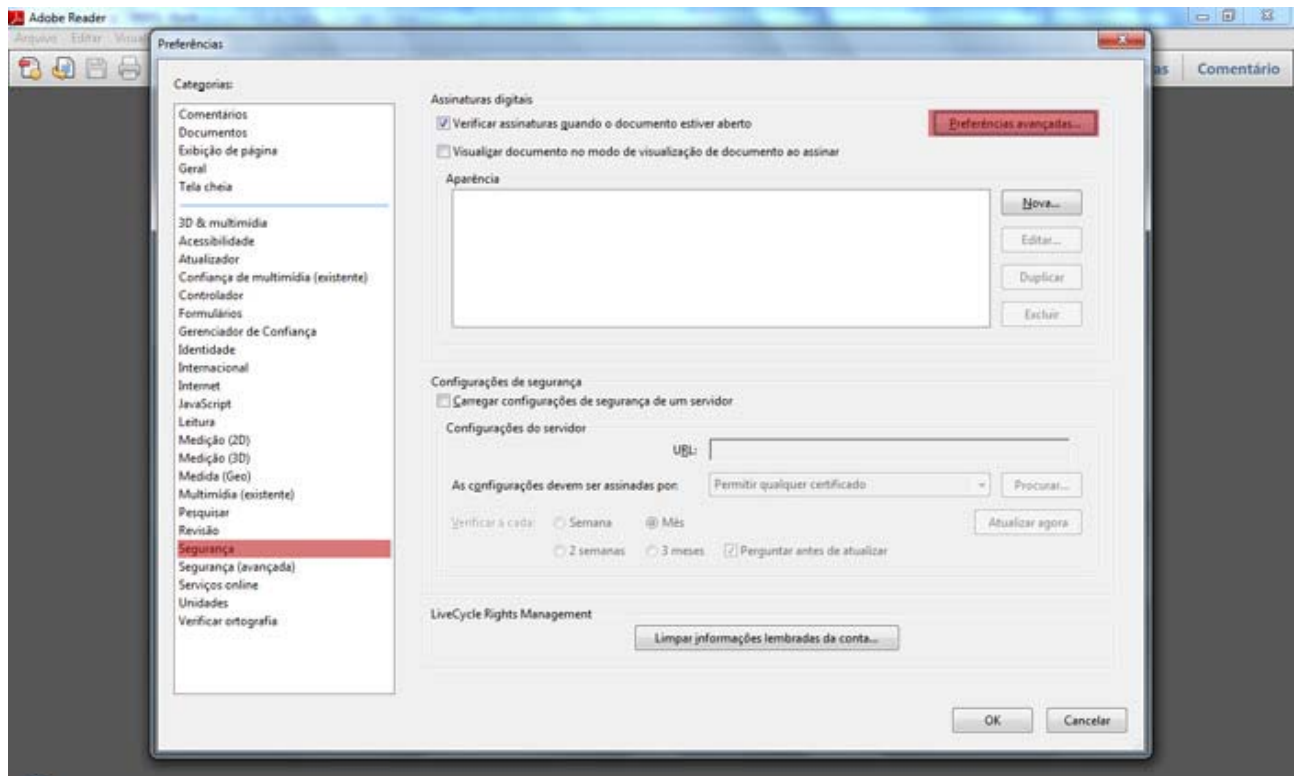 Adobe Reader
Arquivo Editar
Preferências
Comentário
Categorias:
Comentários
Documentos
Exibição de página
Geral
Tela cheia
3D & multimídia
Acessibilidade
Atualizador
Confiança de multimídia (existente)
Controlador
Formulários
Gerenciador de Confiança
Identidade
Internacional
Internet
JavaScript
Leitura
Medição (2D)
Medição (3D)
Medida (Geo)
Multimídia (existente)
Pesquisar
Revisão
Segurança
Segurança (avançada)
Serviços online
Unidades
Verificar ortografia
Assinaturas digitais
Verificar assinaturas quando o documento estiver aberto
Preferências avançadas...
Visualizar documento no modo de visualização de documento ao assinar
Aparência
Nova...
Editar...
Duplicar
Excluir
Configurações de segurança
Carregar configurações de segurança de um servidor
Configurações do servidor
URL:
As configurações devem ser assinadas por: Permitir qualquer certificado Procurar...
Verificar a cada: Semana Mês Atualizar agora
2 semanas 3 meses Perguntar antes de atualizar
LiveCycle Rights Management
Limpar informações lembradas da conta...
OK Cancelar